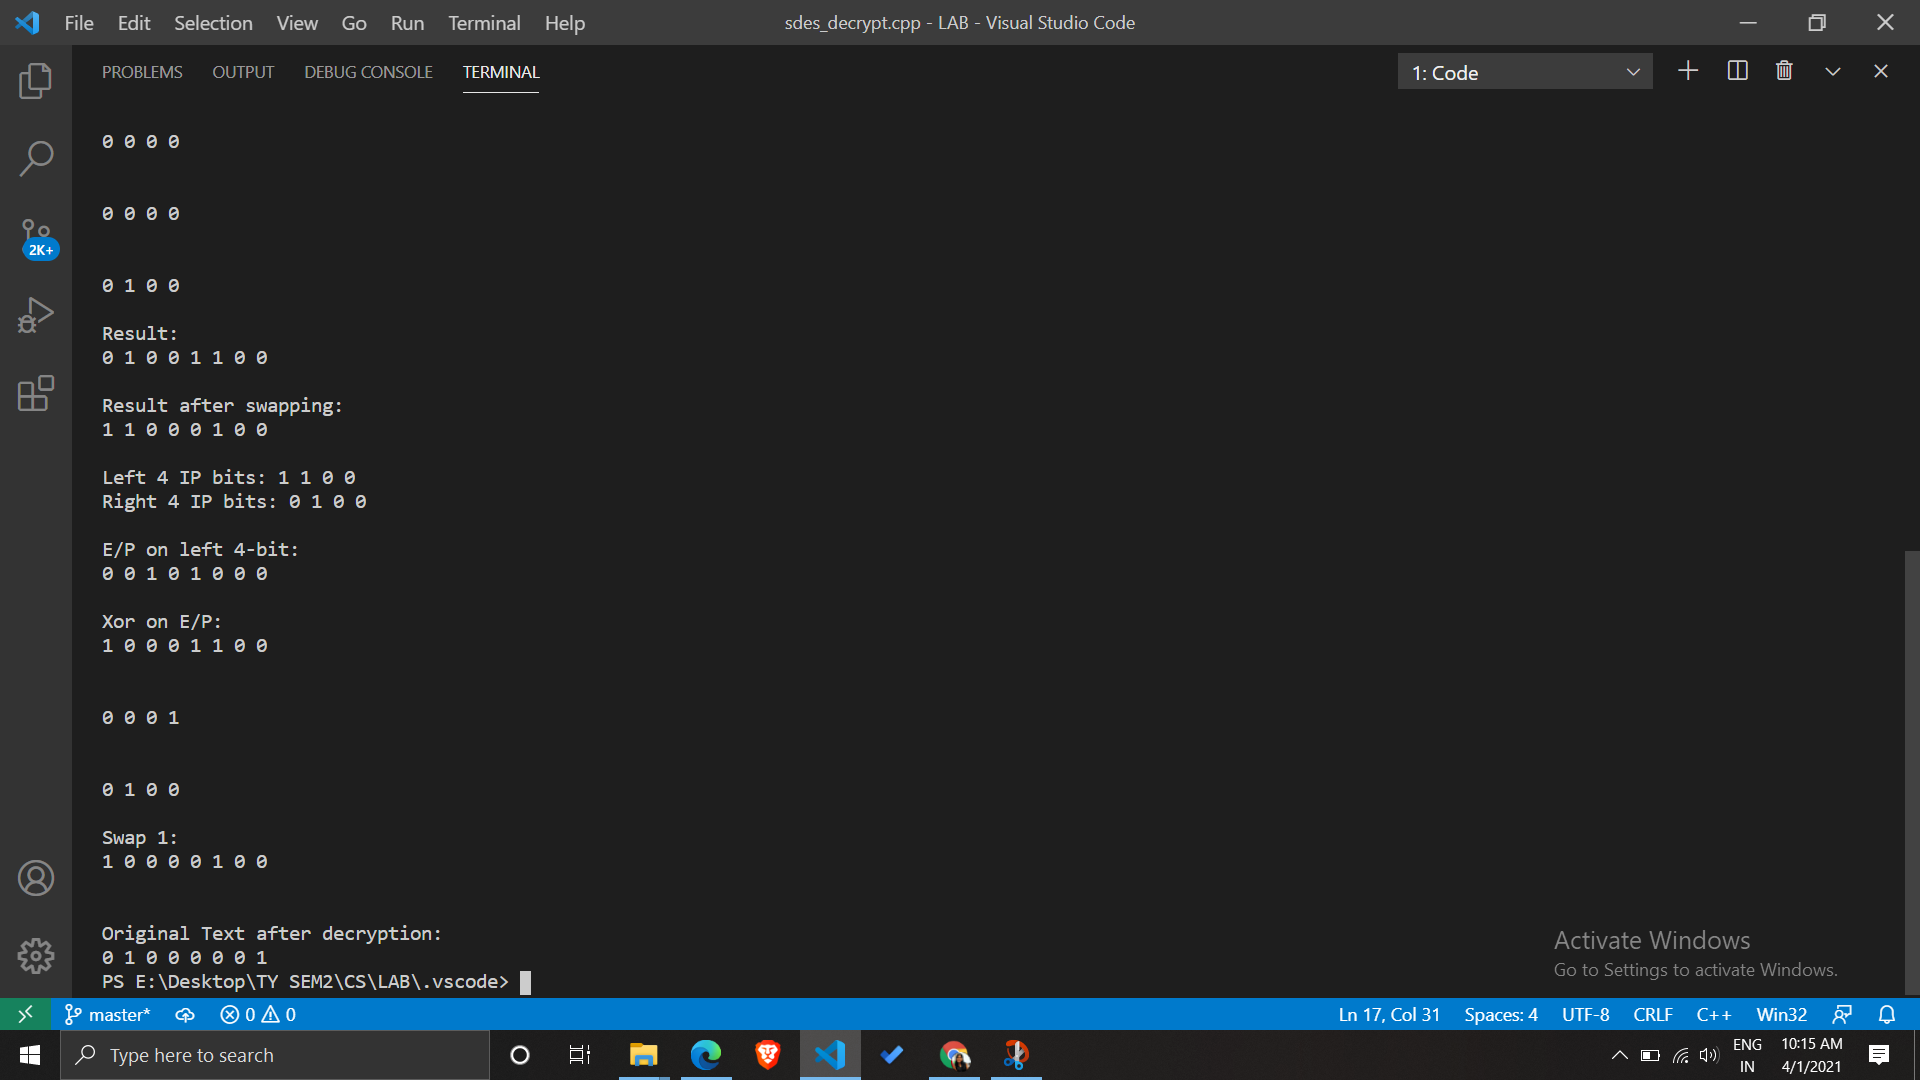 File Edit Selection View Go Run Terminal Help
sdes_decrypt.cpp - LAB - Visual Studio Code
PROBLEMS OUTPUT DEBUG CONSOLE TERMINAL
1: Code
0 0 0 0
0 0 0 0
0 1 0 0
Result:
0 1 0 0 1 1 0 0
Result after swapping:
1 1 0 0 0 1 0 0
Left 4 IP bits: 1 1 0 0
Right 4 IP bits: 0 1 0 0
E/P on left 4-bit:
0 0 1 0 1 0 0 0
Xor on E/P:
1 0 0 0 1 1 0 0
0 0 0 1
0 1 0 0
Swap 1:
1 0 0 0 0 1 0 0
Original Text after decryption:
0 1 0 0 0 0 0 1
PS E:\Desktop\TY SEM2\CS\LAB\.vscode>
2K+
Activate Windows
Go to Settings to activate Windows.
master* 0 0
Ln 17, Col 31 Spaces: 4 UTF-8 CRLF C++ Win32
Type here to search
ENG
IN
10:15 AM
4/1/2021